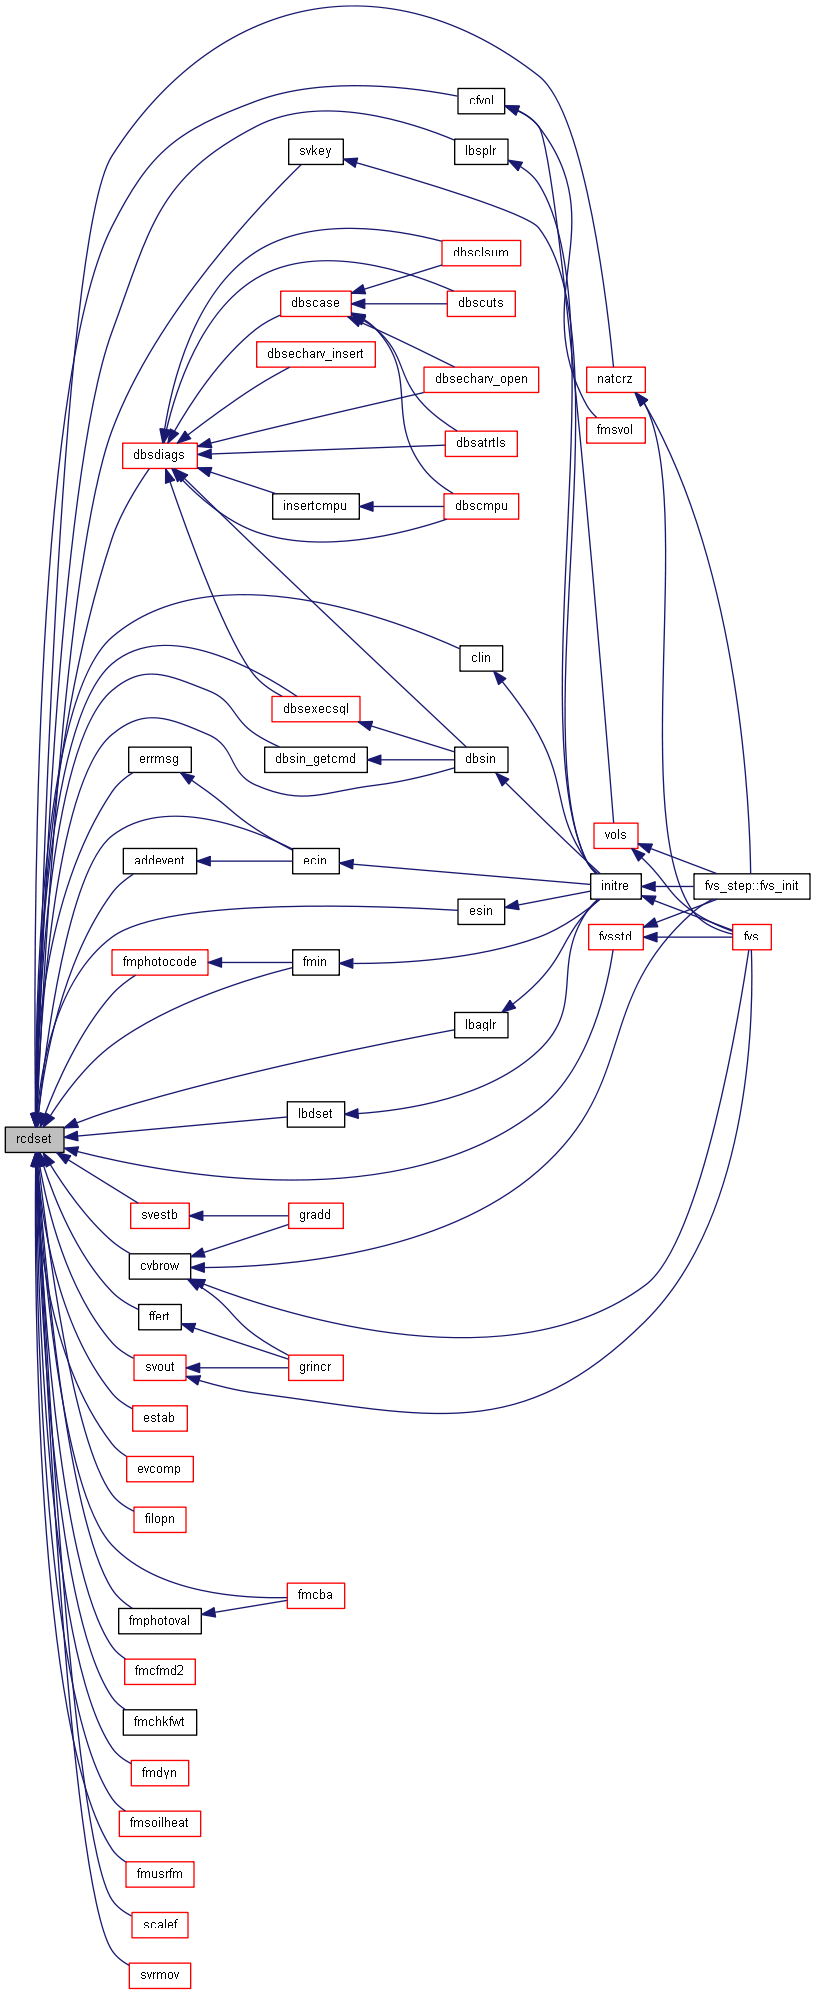 cfvol
svkey
lbsplr
dbsclsum
dbscase
dbscuts
dbsecharv_insert
dbsecharv_open
natcrz
fmsvol
dbsdiags
dbsatrtls
insertcmpu
dbscmpu
clin
dbsexecsql
errmsg
dbsin_getcmd
dbsin
vols
addevent
ecin
initre
fvs_step::fvs_init
esin
fvsstd
fvs
fmphotocode
fmin
lbaglr
lbdset
rcdset
svestb
gradd
cvbrow
ffert
svout
grincr
estab
evcomp
filopn
fmcba
fmphotoval
fmcfmd2
fmchkfwt
fmdyn
fmsoilheat
fmusrfm
scalef
svrmov